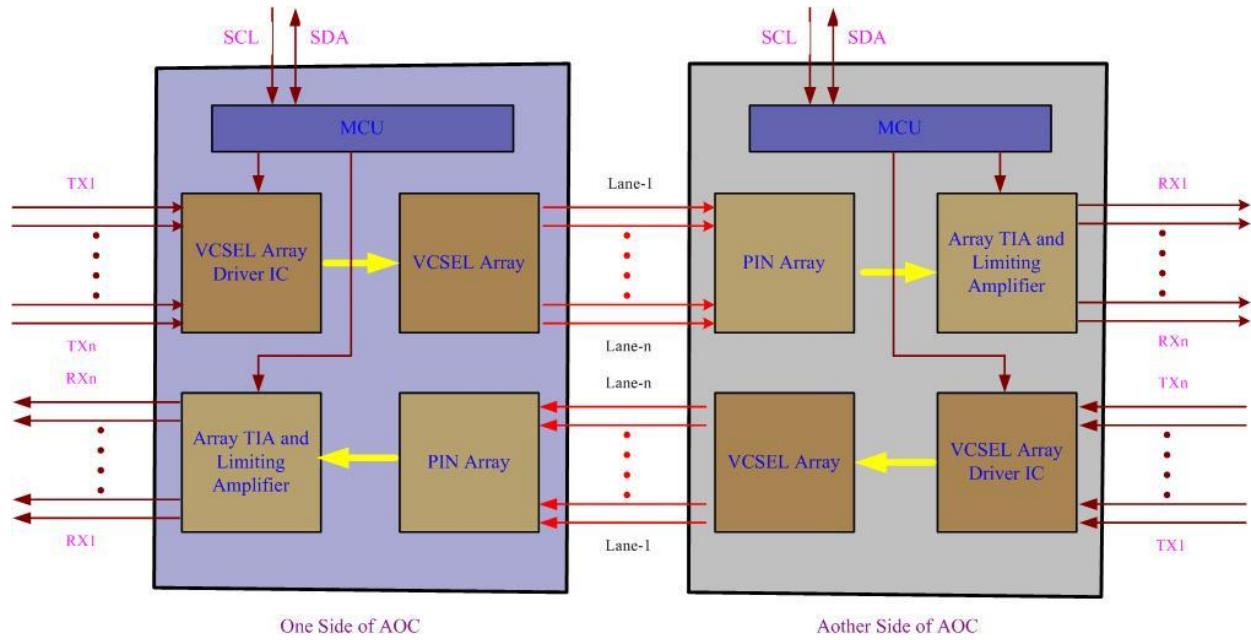 SCL SDA
SCL SDA
MCU
MCU
TX1
Lane-1
RX1
VCSEL Array
Driver IC
VCSEL Array
PIN Array
Array TIA and
Limiting
Amplifier
TXn
Lane-n
RXn
RXn
Lane-n
TXn
Array TIA and
Limiting
Amplifier
PIN Array
VCSEL Array
VCSEL Array
Driver IC
RX1
Lane-1
TX1
One Side of AOC
Aother Side of AOC